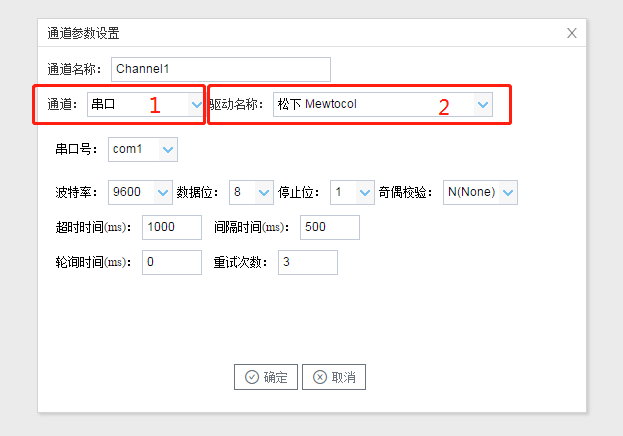 通道参数设置
通道名称： Channel1
通道： 串口 1 驱动名称： 松下 Mewtocol 2
串口号： com1
波特率： 9600 数据位： 8 停止位： 1 奇偶校验： N(None)
超时时间(ms)： 1000 间隔时间(ms)： 500
轮询时间(ms)： 0 重试次数： 3
确定 取消